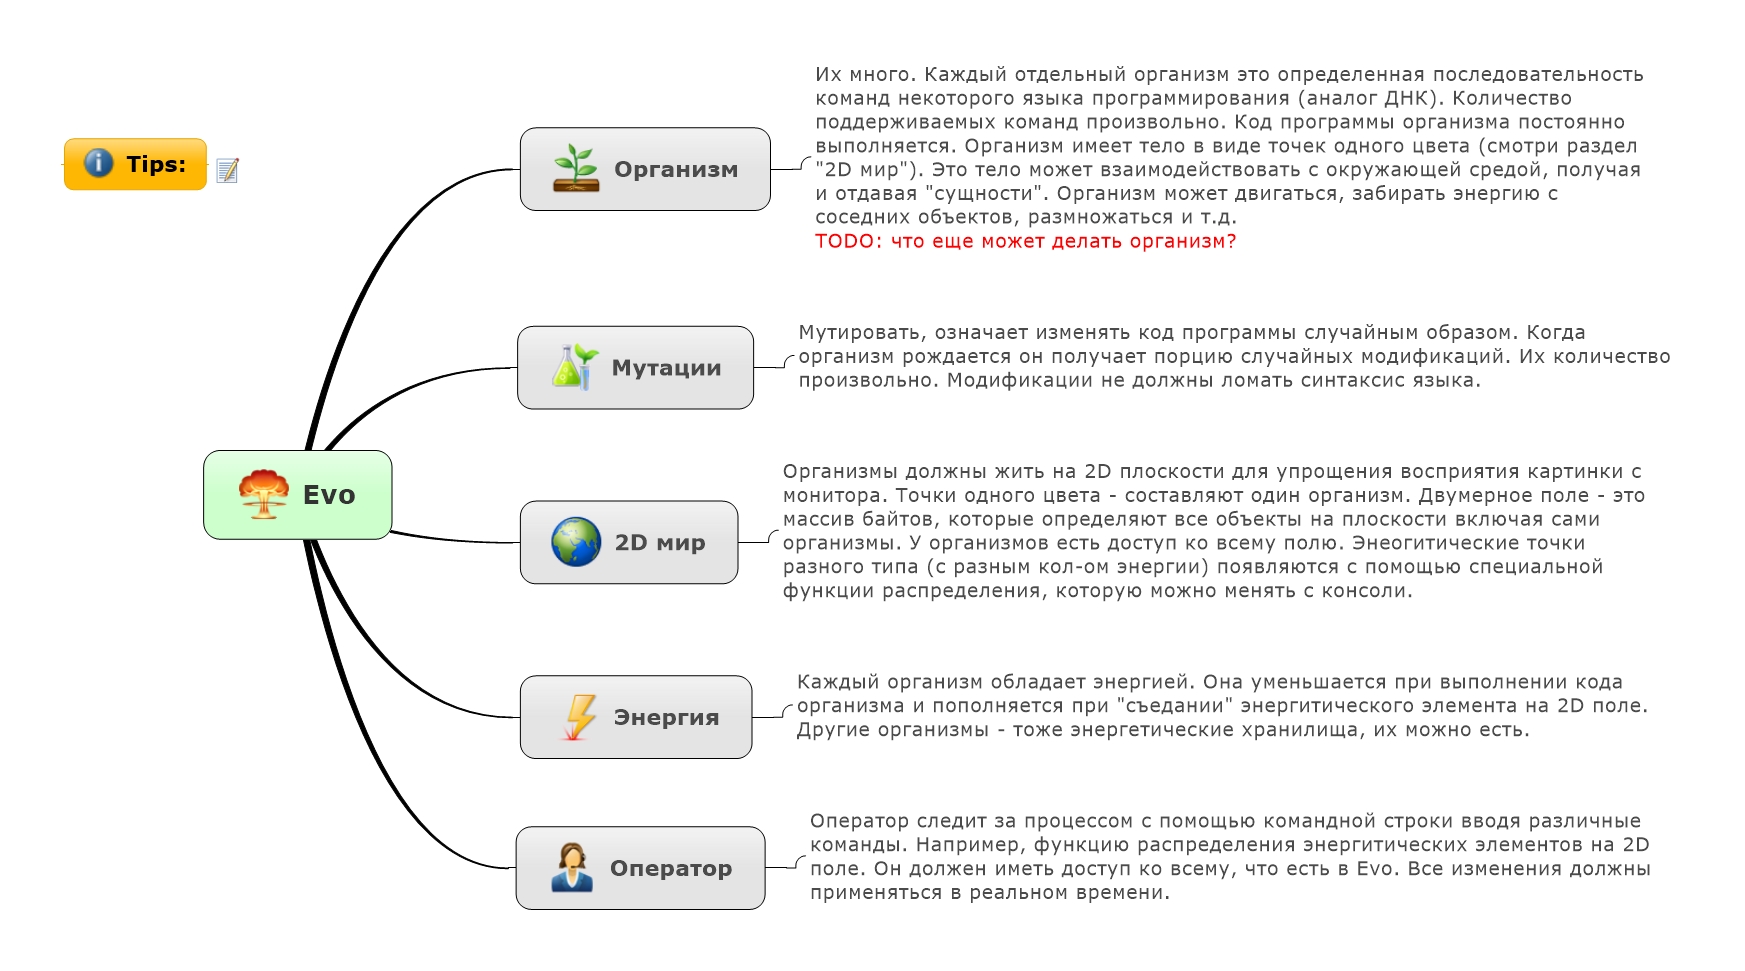 Tips:
Evo
Организм
Их много. Каждый отдельный организм это определенная последовательность
команд некоторого языка программирования (аналог ДНК). Количество
поддерживаемых команд произвольно. Код программы организма постоянно
выполняется. Организм имеет тело в виде точек одного цвета (смотри раздел
"2D мир"). Это тело может взаимодействовать с окружающей средой, получая
и отдавая "сущности". Организм может двигаться, забирать энергию с
соседних объектов, размножаться и т.д.
TODO: что еще может делать организм?
Мутации
Мутировать, означает изменять код программы случайным образом. Когда
организм рождается он получает порцию случайных модификаций. Их количество
произвольно. Модификации не должны ломать синтаксис языка.
2D мир
Организмы должны жить на 2D плоскости для упрощения восприятия картинки с
монитора. Точки одного цвета - составляют один организм. Двумерное поле - это
массив байтов, которые определяют все объекты на плоскости включая сами
организмы. У организмов есть доступ ко всему полю. Энеогитические точки
разного типа (с разным кол-ом энергии) появляются с помощью специальной
функции распределения, которую можно менять с консоли.
Энергия
Каждый организм обладает энергией. Она уменьшается при выполнении кода
организма и пополняется при "съедании" энергитического элемента на 2D поле.
Другие организмы - тоже энергетические хранилища, их можно есть.
Оператор
Оператор следит за процессом с помощью командной строки вводя различные
команды. Например, функцию распределения энергитических элементов на 2D
поле. Он должен иметь доступ ко всему, что есть в Evo. Все изменения должны
применяться в реальном времени.